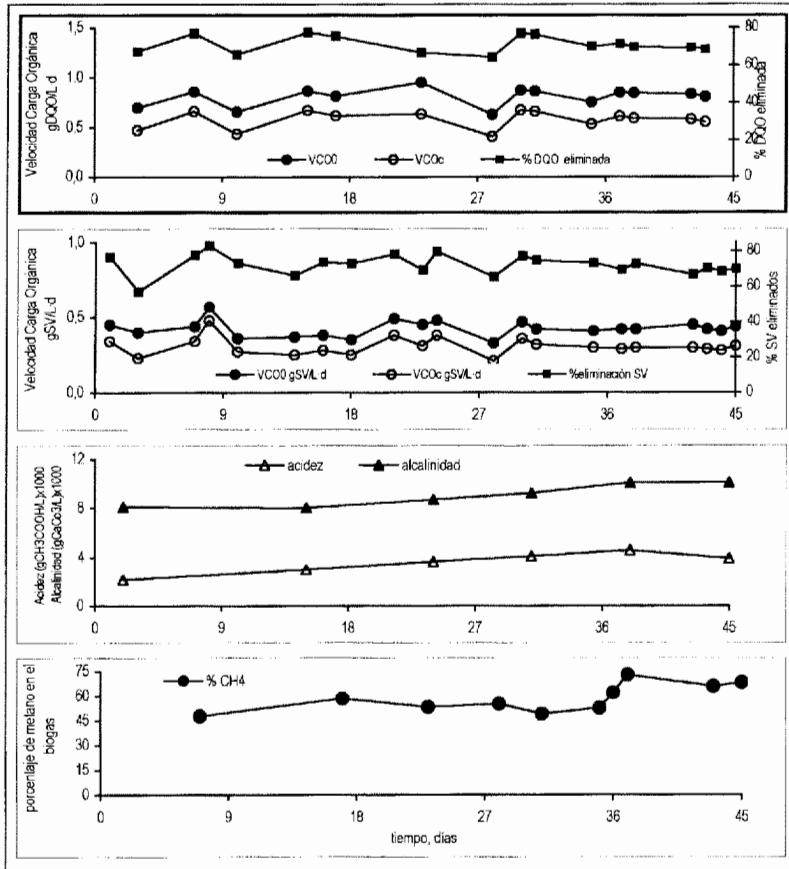 Velocidad Carga Orgánica
gDQO/L·d
1,5
1,0
0,5
0,0
80
60
40
20
0
% DQO eliminada
VCO0
VCOc
% DQO eliminada
0
9
18
27
36
45
Velocidad Carga Orgánica
gSV/L·d
1,0
0,5
0,0
80
60
40
20
0
% SV eliminados
VCO0 gSV/L·d
VCOc gSV/L·d
%eliminación SV
0
9
18
27
36
45
Acidez (gCH3COOH/L)x1000
Alcalinidad (gCaCo3/L)x1000
12
8
4
0
acidez
alcalinidad
0
9
18
27
36
45
porcentaje de metano en el
biogas
75
60
45
30
15
0
% CH4
0
9
18
27
36
45
tiempo, días